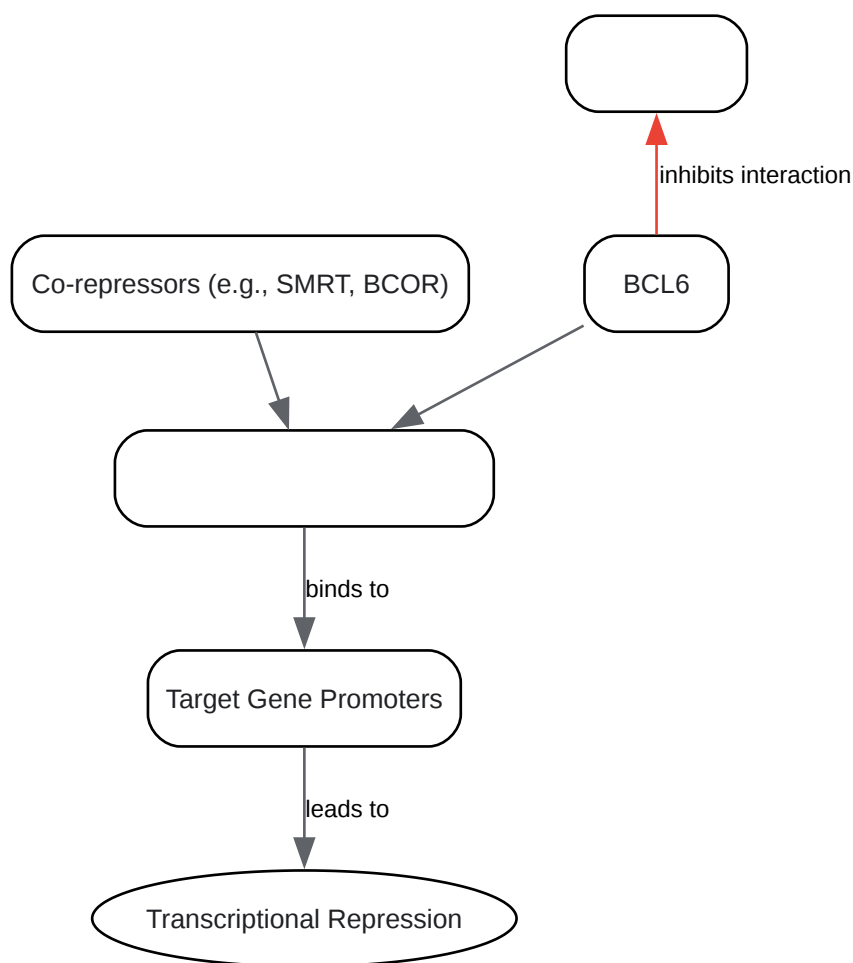 inhibits interaction
Co-repressors (e.g., SMRT, BCOR)
BCL6
binds to
Target Gene Promoters
leads to
Transcriptional Repression